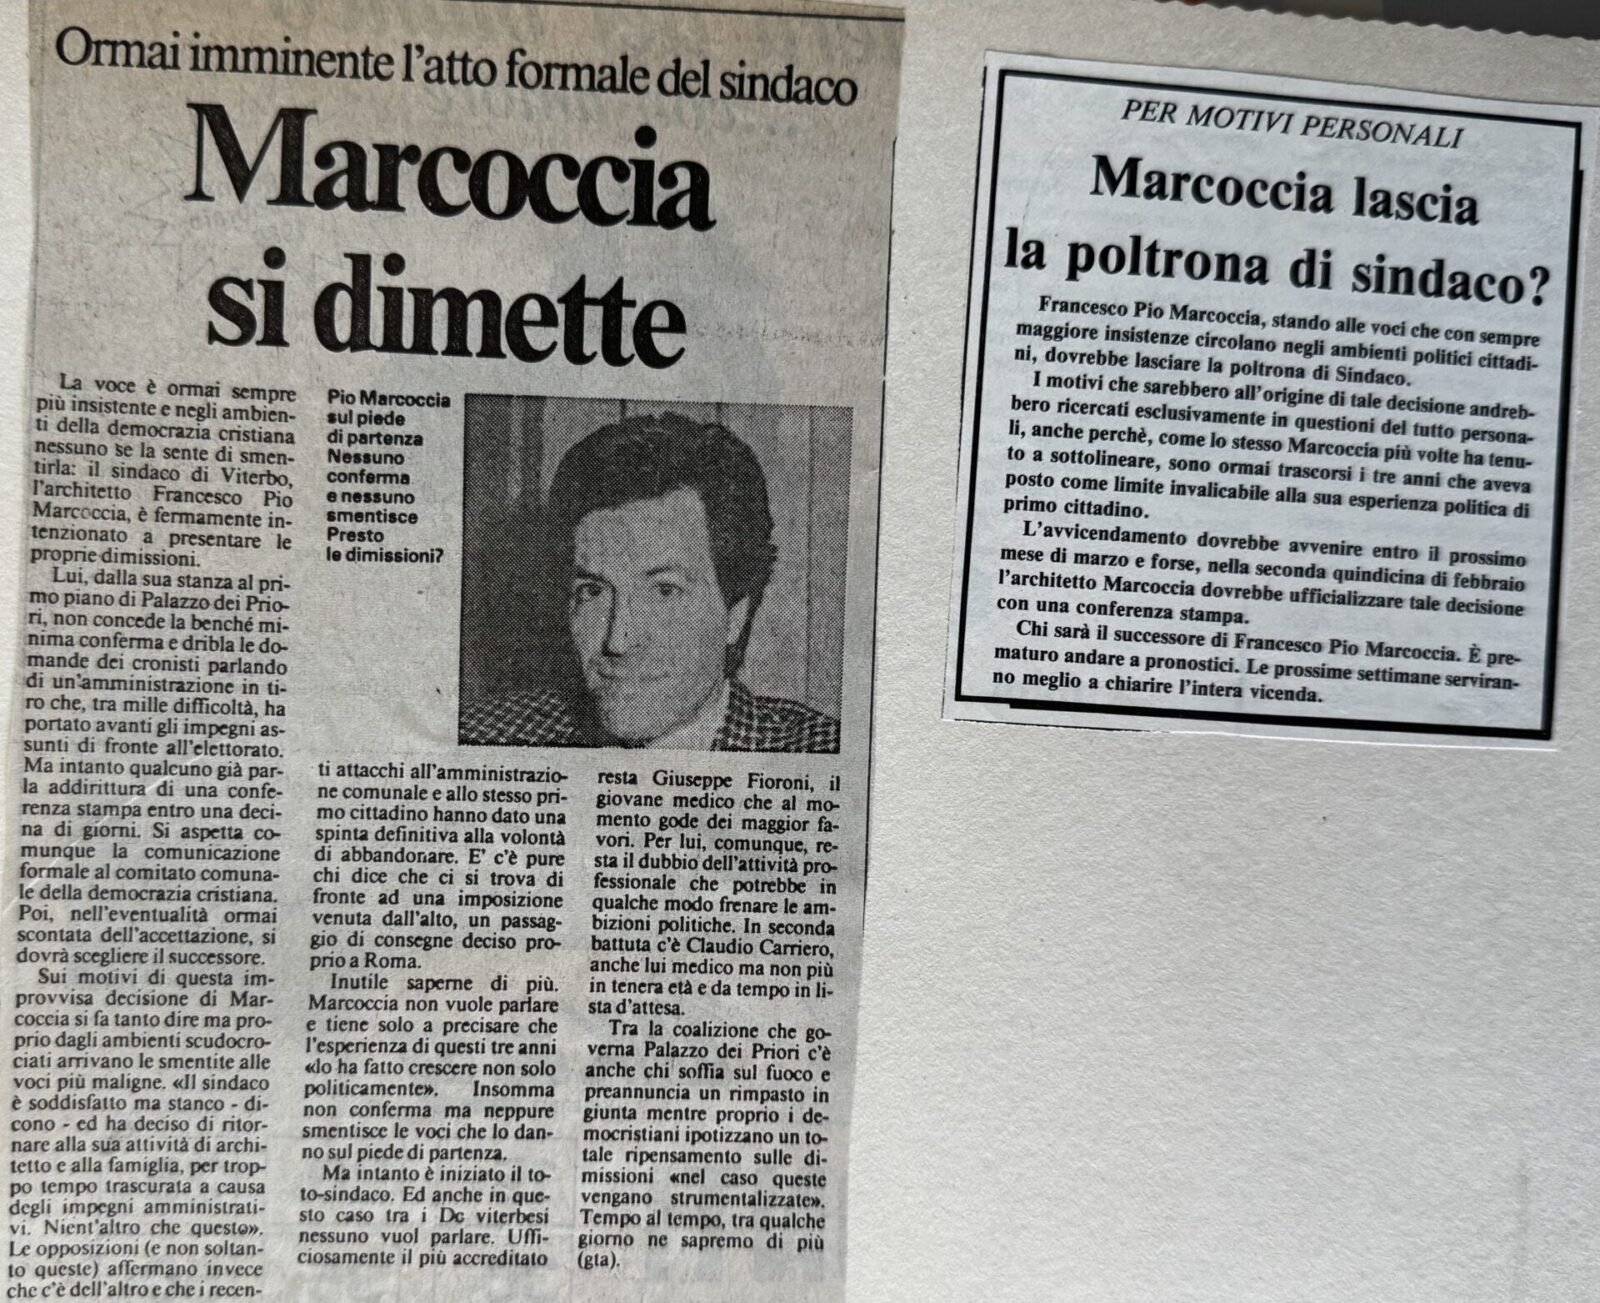 Ormai imminente l'atto formale del sindaco
Marcoccia
si dimette
La voce è ormai sempre
più insistente e negli ambien-
ti della democrazia cristiana
nessuno se la sente di smen-
tirla: il sindaco di Viterbo,
l'architetto Francesco Pio
Marcoccia, è fermamente in-
tenzionato a presentare le
proprie dimissioni.
Lui, dalla sua stanza al pri-
mo piano di Palazzo dei Prio-
ri, non concede la benché mi-
nima conferma e dribla le do-
mande dei cronisti parlando
di un'amministrazione in ti-
ro che, tra mille difficoltà, ha
portato avanti gli impegni as-
sunti di fronte all'elettorato.
Ma intanto qualcuno già par-
la addirittura di una confe-
renza stampa entro una deci-
na di giorni. Si aspetta co-
munque la comunicazione
formale al comitato comuna-
le della democrazia cristiana.
Poi, nell'eventualità ormai
scontata dell'accettazione, si
dovrà scegliere il successore.
Sui motivi di questa im-
provvisa decisione di Mar-
coccia si fa tanto dire ma pro-
prio dagli ambienti scudocro-
ciati arrivano le smentite alle
voci più maligne. «Il sindaco
è soddisfatto ma stanco - di-
cono - ed ha deciso di ritor-
nare alla sua attività di archi-
tetto e alla famiglia, per trop-
po tempo trascurata a causa
degli impegni amministrati-
vi. Nient'altro che questo».
Le opposizioni (e non soltan-
to queste) affermano invece
che c'è dell'altro e che i recen-
Pio Marcoccia
sul piede
di partenza
Nessuno
conferma
e nessuno
smentisce
Presto
le dimissioni?
ti attacchi all'amministrazio-
ne comunale e allo stesso pri-
mo cittadino hanno dato una
spinta definitiva alla volontà
di abbandonare. E' c'è pure
chi dice che ci si trova di
fronte ad una imposizione
venuta dall'alto, un passag-
gio di consegne deciso pro-
prio a Roma.
Inutile saperne di più.
Marcoccia non vuole parlare
e tiene solo a precisare che
l'esperienza di questi tre anni
«lo ha fatto crescere non solo
politicamente». Insomma
non conferma ma neppure
smentisce le voci che lo dan-
no sul piede di partenza.
Ma intanto è iniziato il to-
to-sindaco. Ed anche in que-
sto caso tra i Dc viterbesi
nessuno vuol parlare. Uffi-
ciosamente il più accreditato
resta Giuseppe Fioroni, il
giovane medico che al mo-
mento gode dei maggior fa-
vori. Per lui, comunque, re-
sta il dubbio dell'attività pro-
fessionale che potrebbe in
qualche modo frenare le am-
bizioni politiche. In seconda
battuta c'è Claudio Carriero,
anche lui medico ma non più
in tenera età e da tempo in li-
sta d'attesa.
Tra la coalizione che go-
verna Palazzo dei Priori c'è
anche chi soffia sul fuoco e
preannuncia un rimpasto in
giunta mentre proprio i de-
mocristiani ipotizzano un to-
tale ripensamento sulle di-
missioni «nel caso queste
vengano strumentalizzate».
Tempo al tempo, tra qualche
giorno ne sapremo di più
(gta).
PER MOTIVI PERSONALI
Marcoccia lascia
la poltrona di sindaco?
Francesco Pio Marcoccia, stando alle voci che con sempre
maggiore insistenze circolano negli ambienti politici cittadi-
ni, dovrebbe lasciare la poltrona di Sindaco.
I motivi che sarebbero all'origine di tale decisione andreb-
bero ricercati esclusivamente in questioni del tutto persona-
li, anche perchè, come lo stesso Marcoccia più volte ha tenu-
to a sottolineare, sono ormai trascorsi i tre anni che aveva
posto come limite invalicabile alla sua esperienza politica di
primo cittadino.
L'avvicendamento dovrebbe avvenire entro il prossimo
mese di marzo e forse, nella seconda quindicina di febbraio
l'architetto Marcoccia dovrebbe ufficializzare tale decisione
con una conferenza stampa.
Chi sarà il successore di Francesco Pio Marcoccia. È pre-
maturo andare a pronostici. Le prossime settimane serviran-
no meglio a chiarire l'intera vicenda.